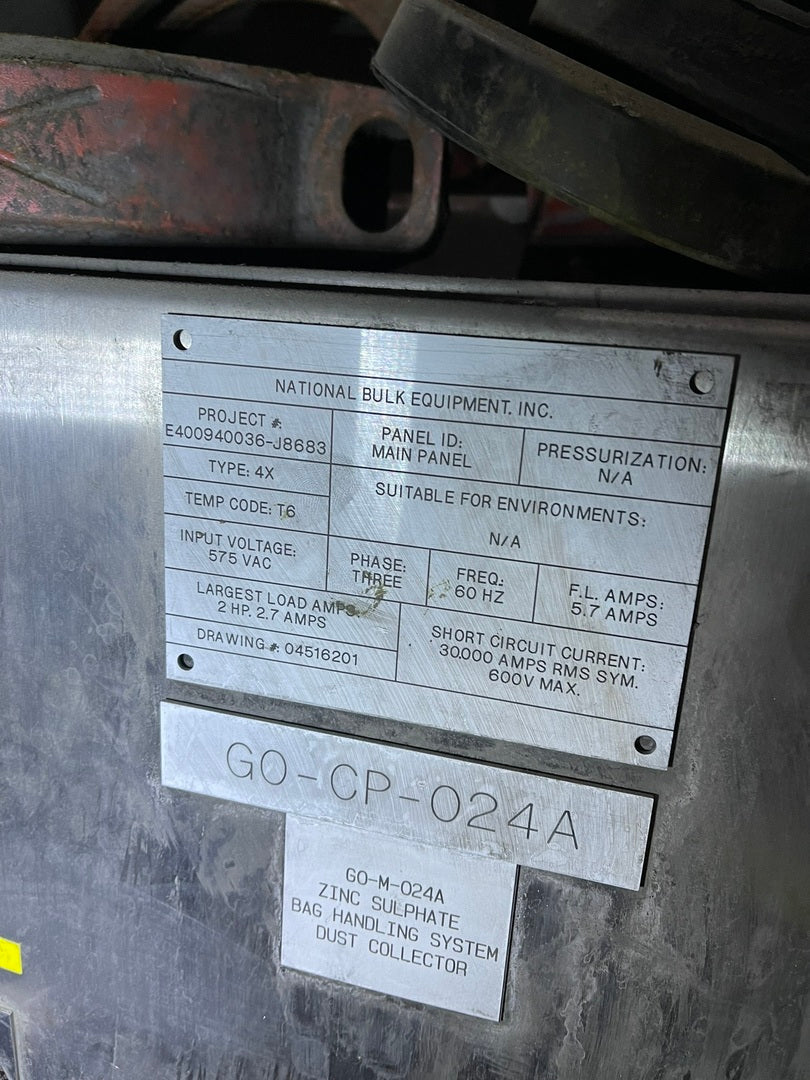 NATIONAL BULK EQUIPMENT, INC.
PROJECT #:
E400940036-J8683
PANEL ID:
MAIN PANEL
PRESSURIZATION:
N/A
TYPE: 4X
SUITABLE FOR ENVIRONMENTS:
N/A
TEMP CODE: T6
INPUT VOLTAGE:
575 VAC
PHASE:
THREE
FREQ:
60 HZ
F.L. AMPS:
5.7 AMPS
LARGEST LOAD AMPS:
2 HP, 2.7 AMPS
SHORT CIRCUIT CURRENT:
30,000 AMPS RMS SYM.
600V MAX.
DRAWING #: 04516201
GO-CP-024A
GO-M-024A
ZINC SULPHATE
BAG HANDLING SYSTEM
DUST COLLECTOR